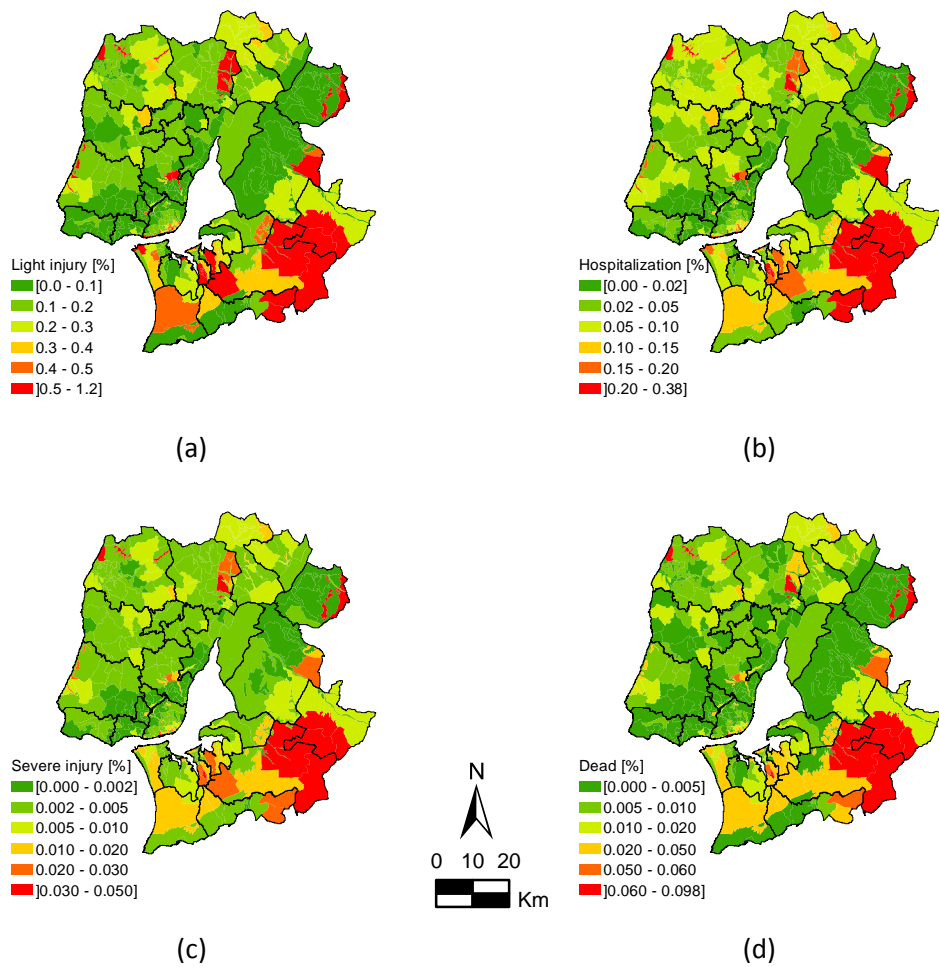 Light injury [%]
[0.0 - 0.1]
0.1 - 0.2
0.2 - 0.3
0.3 - 0.4
0.4 - 0.5
]0.5 - 1.2]
(a)
Hospitalization [%]
[0.00 - 0.02]
0.02 - 0.05
0.05 - 0.10
0.10 - 0.15
0.15 - 0.20
]0.20 - 0.38]
(b)
Severe injury [%]
[0.000 - 0.002]
0.002 - 0.005
0.005 - 0.010
0.010 - 0.020
0.020 - 0.030
]0.030 - 0.050]
(c)
N
0 10 20
Km
Dead [%]
[0.000 - 0.005]
0.005 - 0.010
0.010 - 0.020
0.020 - 0.050
0.050 - 0.060
]0.060 - 0.098]
(d)